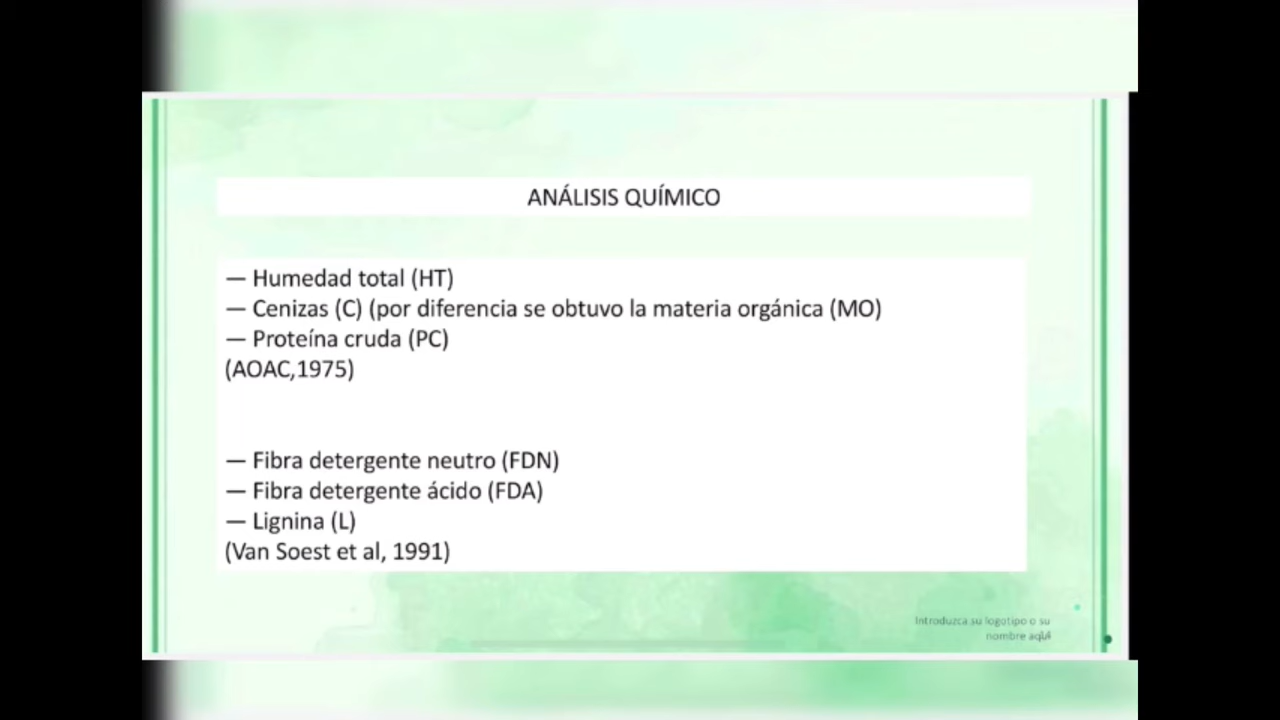 ANÁLISIS QUÍMICO
— Humedad total (HT)
— Cenizas (C) (por diferencia se obtuvo la materia orgánica (MO)
— Proteína cruda (PC)
(AOAC,1975)
— Fibra detergente neutro (FDN)
— Fibra detergente ácido (FDA)
— Lignina (L)
(Van Soest et al, 1991)
Introduzca su logotipo o su
nombre aquí